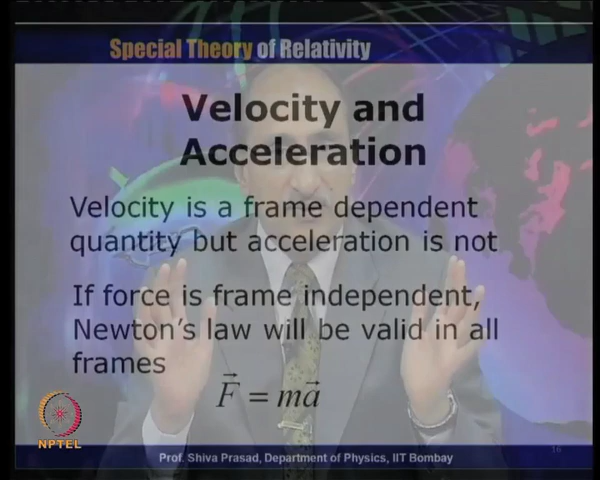 Special Theory of Relativity
Velocity and
Acceleration
Velocity is a frame dependent
quantity but acceleration is not
If force is frame independent,
Newton's law will be valid in all
frames
F⃗ = ma⃗
NPTEL
Prof. Shiva Prasad, Department of Physics, IIT Bombay
16